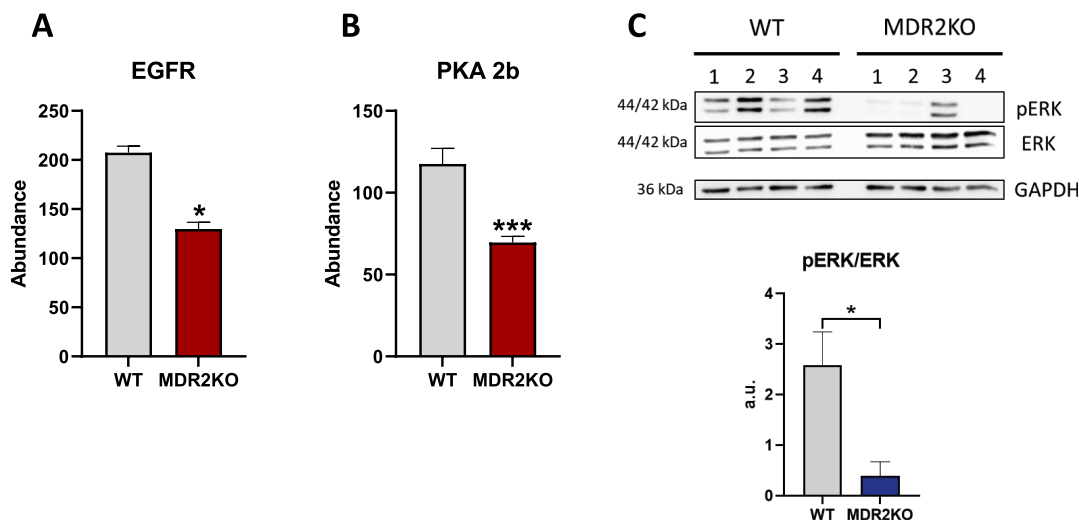 A
EGFR
Abundance
250
200
150
100
50
0
*
WT MDR2KO
B
PKA 2b
Abundance
150
100
50
0
***
WT MDR2KO
C
WT MDR2KO
1 2 3 4 1 2 3 4
44/42 kDa pERK
44/42 kDa ERK
36 kDa GAPDH
pERK/ERK
a.u.
4
3
2
1
0
*
WT MDR2KO